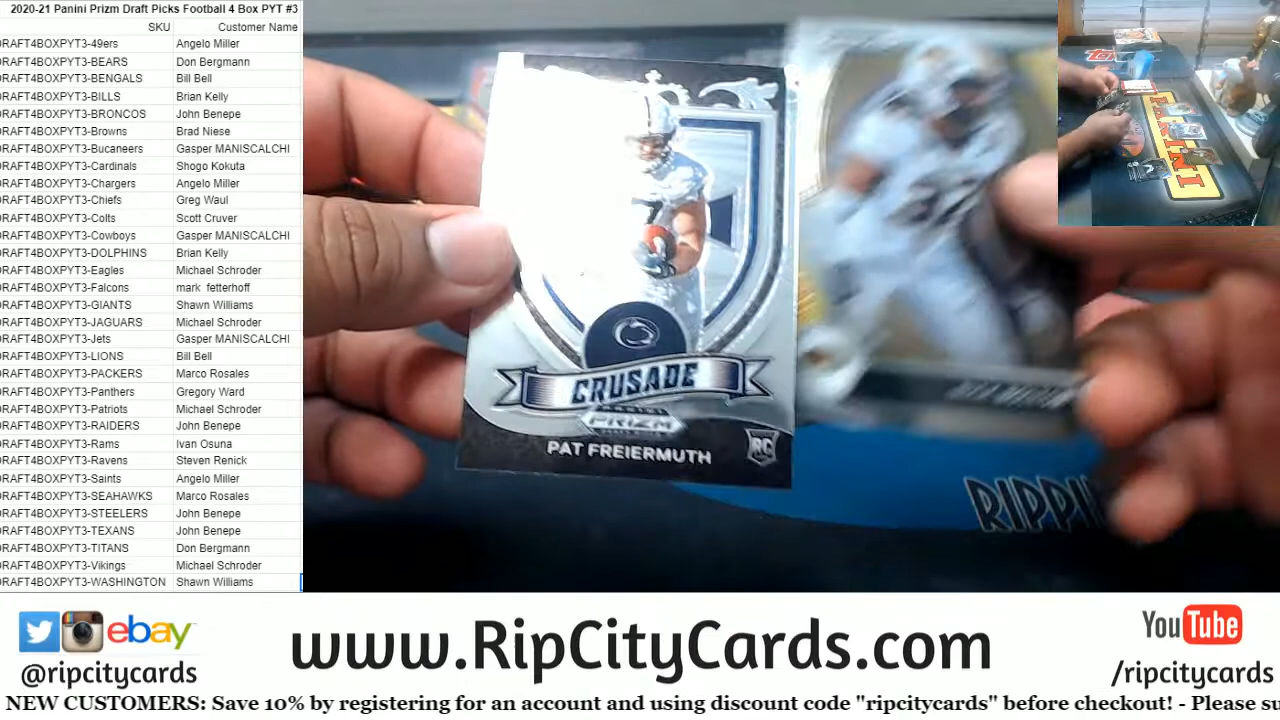 2020-21 Panini Prizm Draft Picks Football 4 Box PYT #3
SKU Customer Name
DRAFT4BOXPYT3-49ers Angelo Miller
DRAFT4BOXPYT3-BEARS Don Bergmann
DRAFT4BOXPYT3-BENGALS Bill Bell
DRAFT4BOXPYT3-BILLS Brian Kelly
DRAFT4BOXPYT3-BRONCOS John Benepe
DRAFT4BOXPYT3-Browns Brad Niese
DRAFT4BOXPYT3-Bucaneers Gasper MANISCALCHI
DRAFT4BOXPYT3-Cardinals Shogo Kokuta
DRAFT4BOXPYT3-Chargers Angelo Miller
DRAFT4BOXPYT3-Chiefs Greg Waul
DRAFT4BOXPYT3-Colts Scott Cruver
DRAFT4BOXPYT3-Cowboys Gasper MANISCALCHI
DRAFT4BOXPYT3-DOLPHINS Brian Kelly
DRAFT4BOXPYT3-Eagles Michael Schroder
DRAFT4BOXPYT3-Falcons mark fetterhoff
DRAFT4BOXPYT3-GIANTS Shawn Williams
DRAFT4BOXPYT3-JAGUARS Michael Schroder
DRAFT4BOXPYT3-Jets Gasper MANISCALCHI
DRAFT4BOXPYT3-LIONS Bill Bell
DRAFT4BOXPYT3-PACKERS Marco Rosales
DRAFT4BOXPYT3-Panthers Gregory Ward
DRAFT4BOXPYT3-Patriots Michael Schroder
DRAFT4BOXPYT3-RAIDERS John Benepe
DRAFT4BOXPYT3-Rams Ivan Osuna
DRAFT4BOXPYT3-Ravens Steven Renick
DRAFT4BOXPYT3-Saints Angelo Miller
DRAFT4BOXPYT3-SEAHAWKS Marco Rosales
DRAFT4BOXPYT3-STEELERS John Benepe
DRAFT4BOXPYT3-TEXANS John Benepe
DRAFT4BOXPYT3-TITANS Don Bergmann
DRAFT4BOXPYT3-Vikings Michael Schroder
DRAFT4BOXPYT3-WASHINGTON Shawn Williams
CRUSADE
PANINI
PRIZM
PAT FREIERMUTH
RC
RIPPI
PANINI
ebay
@ripcitycards
www.RipCityCards.com
YouTube
/ripcitycards
NEW CUSTOMERS: Save 10% by registering for an account and using discount code "ripcitycards" before checkout! - Please su